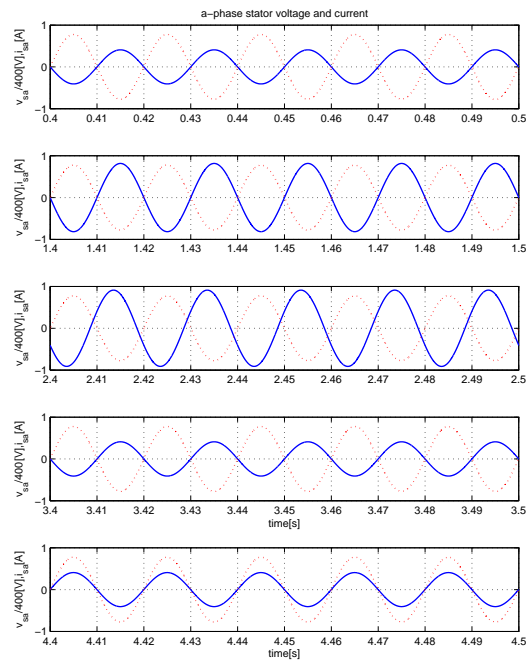 a−phase stator voltage and current
1
0
−1
v_sa/400[V],i_sa[A]
0.4 0.41 0.42 0.43 0.44 0.45 0.46 0.47 0.48 0.49 0.5
1
0
−1
v_sa/400[V],i_sa[A]
1.4 1.41 1.42 1.43 1.44 1.45 1.46 1.47 1.48 1.49 1.5
1
0
−1
v_sa/400[V],i_sa[A]
2.4 2.41 2.42 2.43 2.44 2.45 2.46 2.47 2.48 2.49 2.5
1
0
−1
v_sa/400[V],i_sa[A]
3.4 3.41 3.42 3.43 3.44 3.45 3.46 3.47 3.48 3.49 3.5
time[s]
1
0
−1
v_sa/400[V],i_sa[A]
4.4 4.41 4.42 4.43 4.44 4.45 4.46 4.47 4.48 4.49 4.5
time[s]